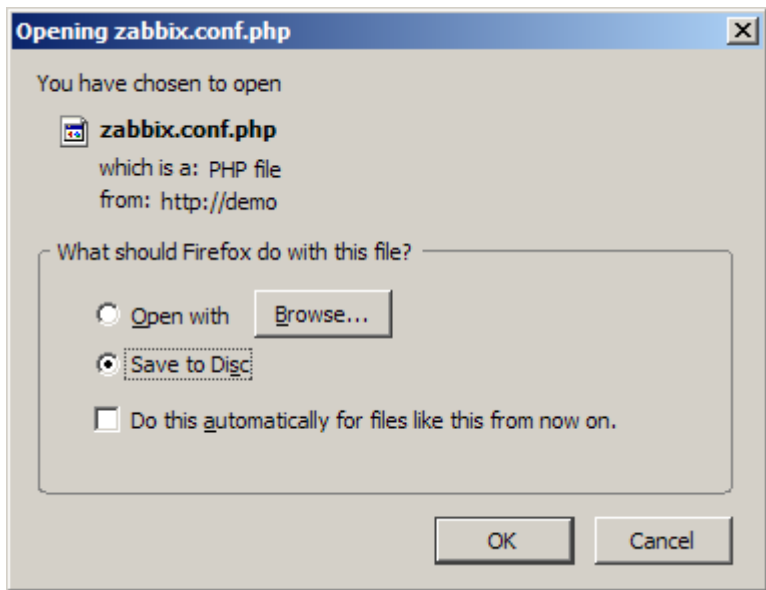 Opening zabbix.conf.php
You have chosen to open
zabbix.conf.php
which is a: PHP file
from: http://demo
What should Firefox do with this file?
Open with Browse...
Save to Disc
Do this automatically for files like this from now on.
OK Cancel